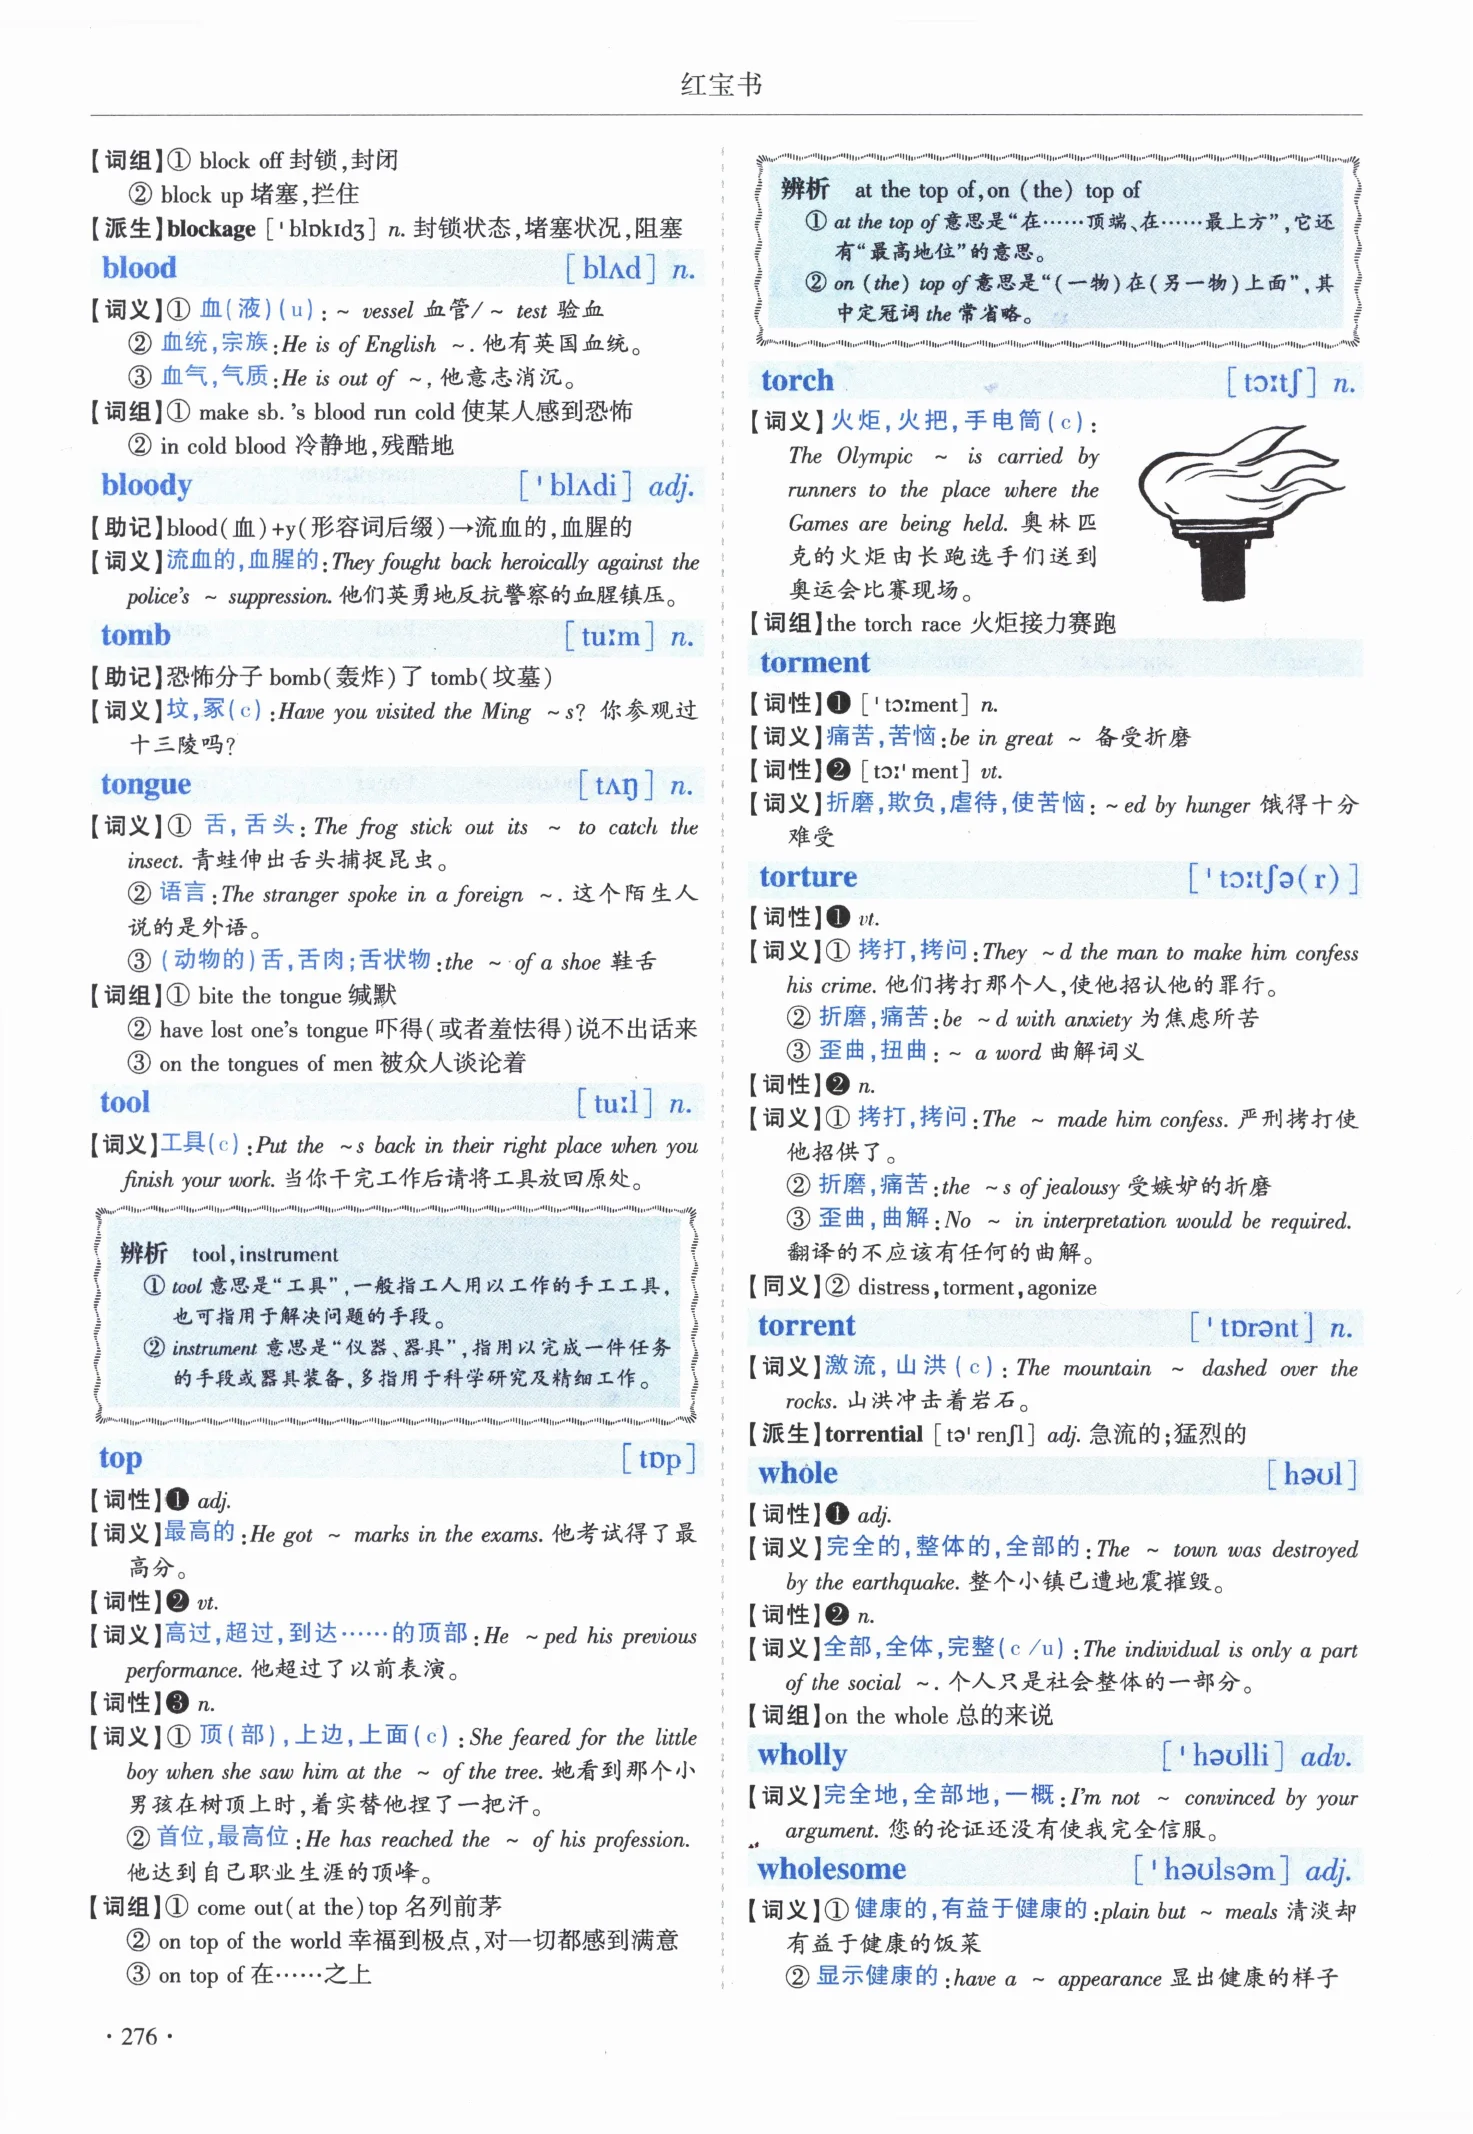 红宝书
【词组】① block off 封锁,封闭
② block up 堵塞,拦住
【派生】blockage [ˈblɒkɪdʒ] n. 封锁状态,堵塞状况,阻塞
blood [blʌd] n.
【词义】① 血(液)(u): ~ vessel 血管/ ~ test 验血
② 血统,宗族:He is of English ~. 他有英国血统。
③ 血气,气质:He is out of ~, 他意志消沉。
【词组】① make sb. 's blood run cold 使某人感到恐怖
② in cold blood 冷静地,残酷地
bloody [ˈblʌdi] adj.
【助记】blood(血)+y(形容词后缀)→流血的,血腥的
【词义】流血的,血腥的:They fought back heroically against the
police's ~ suppression. 他们英勇地反抗警察的血腥镇压。
tomb [tuːm] n.
【助记】恐怖分子 bomb(轰炸)了 tomb(坟墓)
【词义】坟,冢(c):Have you visited the Ming ~s? 你参观过
十三陵吗?
tongue [tʌŋ] n.
【词义】① 舌,舌头: The frog stick out its ~ to catch the
insect. 青蛙伸出舌头捕捉昆虫。
② 语言:The stranger spoke in a foreign ~. 这个陌生人
说的是外语。
③ (动物的)舌,舌肉;舌状物:the ~ of a shoe 鞋舌
【词组】① bite the tongue 缄默
② have lost one's tongue 吓得(或者羞怯得)说不出话来
③ on the tongues of men 被众人谈论着
tool [tuːl] n.
【词义】工具(c):Put the ~s back in their right place when you
finish your work. 当你干完工作后请将工具放回原处。
辨析 tool,instrument
① tool 意思是“工具”,一般指工人用以工作的手工工具,
也可指用于解决问题的手段。
② instrument 意思是“仪器、器具”,指用以完成一件任务
的手段或器具装备,多指用于科学研究及精细工作。
top [tɒp]
【词性】❶ adj.
【词义】最高的:He got ~ marks in the exams. 他考试得了最
高分。
【词性】❷ vt.
【词义】高过,超过,到达……的顶部:He ~ped his previous
performance. 他超过了以前表演。
【词性】❸ n.
【词义】① 顶(部),上边,上面(c):She feared for the little
boy when she saw him at the ~ of the tree. 她看到那个小
男孩在树顶上时,着实替他捏了一把汗。
② 首位,最高位:He has reached the ~ of his profession.
他达到自己职业生涯的顶峰。
【词组】① come out(at the)top 名列前茅
② on top of the world 幸福到极点,对一切都感到满意
③ on top of 在……之上
辨析 at the top of,on (the) top of
① at the top of 意思是“在……顶端、在……最上方”,它还
有“最高地位”的意思。
② on (the) top of 意思是“(一物)在(另一物)上面”,其
中定冠词 the 常省略。
torch [tɔːtʃ] n.
【词义】火炬,火把,手电筒(c):
The Olympic ~ is carried by
runners to the place where the
Games are being held. 奥林匹
克的火炬由长跑选手们送到
奥运会比赛现场。
【词组】the torch race 火炬接力赛跑
torment
【词性】❶ [ˈtɔːment] n.
【词义】痛苦,苦恼:be in great ~ 备受折磨
【词性】❷ [tɔːˈment] vt.
【词义】折磨,欺负,虐待,使苦恼: ~ed by hunger 饿得十分
难受
torture [ˈtɔːtʃə(r)]
【词性】❶ vt.
【词义】① 拷打,拷问:They ~d the man to make him confess
his crime. 他们拷打那个人,使他招认他的罪行。
② 折磨,痛苦:be ~d with anxiety 为焦虑所苦
③ 歪曲,扭曲: ~ a word 曲解词义
【词性】❷ n.
【词义】① 拷打,拷问:The ~ made him confess. 严刑拷打使
他招供了。
② 折磨,痛苦:the ~s of jealousy 受嫉妒的折磨
③ 歪曲,曲解:No ~ in interpretation would be required.
翻译的不应该有任何的曲解。
【同义】② distress,torment,agonize
torrent [ˈtɒrənt] n.
【词义】激流,山洪(c): The mountain ~ dashed over the
rocks. 山洪冲击着岩石。
【派生】torrential [təˈrenʃl] adj. 急流的;猛烈的
whole [həʊl]
【词性】❶ adj.
【词义】完全的,整体的,全部的:The ~ town was destroyed
by the earthquake. 整个小镇已遭地震摧毁。
【词性】❷ n.
【词义】全部,全体,完整(c /u):The individual is only a part
of the social ~. 个人只是社会整体的一部分。
【词组】on the whole 总的来说
wholly [ˈhəʊlli] adv.
【词义】完全地,全部地,一概:I'm not ~ convinced by your
argument. 您的论证还没有使我完全信服。
wholesome [ˈhəʊlsəm] adj.
【词义】① 健康的,有益于健康的:plain but ~ meals 清淡却
有益于健康的饭菜
② 显示健康的:have a ~ appearance 显出健康的样子
· 276 ·